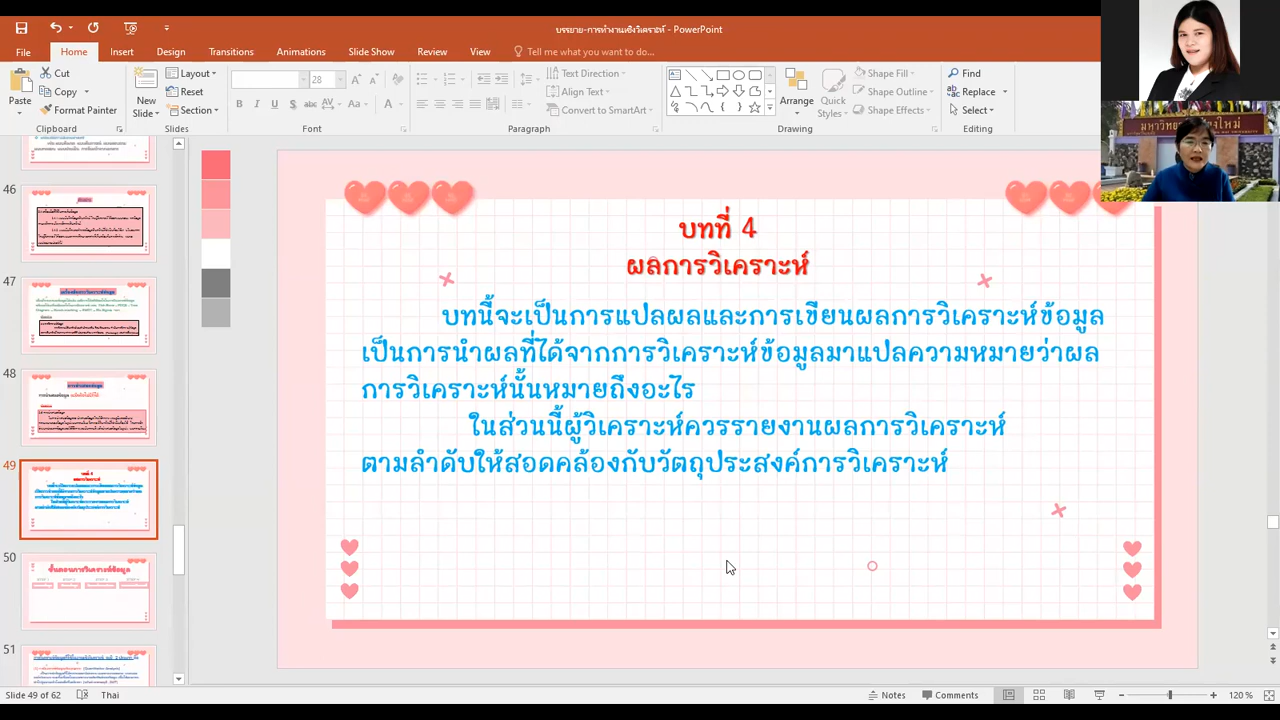 บรรยาย-การทำงานเชิงวิเคราะห์ - PowerPoint
File
Home
Insert
Design
Transitions
Animations
Slide Show
Review
View
Tell me what you want to do...
Paste
Cut
Copy
Format Painter
Clipboard
New Slide
Layout
Reset
Section
Slides
28
Font
Text Direction
Align Text
Convert to SmartArt
Paragraph
Arrange
Quick Styles
Shape Fill
Shape Outline
Shape Effects
Drawing
Find
Replace
Select
Editing
46
47
48
49
50
ขั้นตอนการวิเคราะห์ข้อมูล
51
บทที่ 4
ผลการวิเคราะห์
บทนี้จะเป็นการแปลผลและการเขียนผลการวิเคราะห์ข้อมูล
เป็นการนำผลที่ได้จากการวิเคราะห์ข้อมูลมาแปลความหมายว่าผล
การวิเคราะห์นั้นหมายถึงอะไร
ในส่วนนี้ผู้วิเคราะห์ควรรายงานผลการวิเคราะห์
ตามลำดับให้สอดคล้องกับวัตถุประสงค์การวิเคราะห์
Slide 49 of 62
Thai
Notes
Comments
120 %